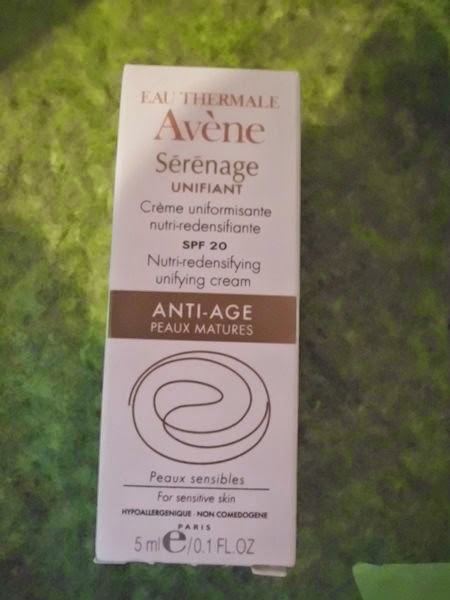 EAU THERMALE
Avène
Sérénage
UNIFIANT
Crème uniformisante
nutri-redensifiante
SPF 20
Nutri-redensifying
unifying cream
ANTI-AGE
PEAUX MATURES
Peaux sensibles
For sensitive skin
HYPOALLERGENIQUE · NON COMEDOGENE
PARIS
5 ml e/0.1 FL.OZ